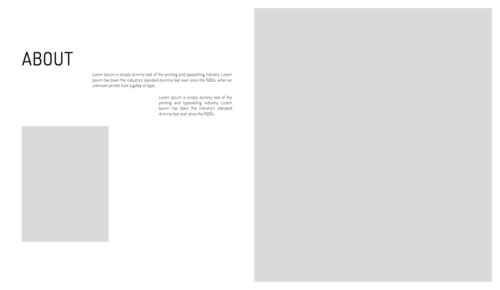 ABOUT
Lorem Ipsum is simply dummy text of the printing and typesetting industry. Lorem
Ipsum has been the industry's standard dummy text ever since the 1500s, when an
unknown printer took a galley of type.
Lorem Ipsum is simply dummy text of the
printing and typesetting industry. Lorem
Ipsum has been the industry's standard
dummy text ever since the 1500s.